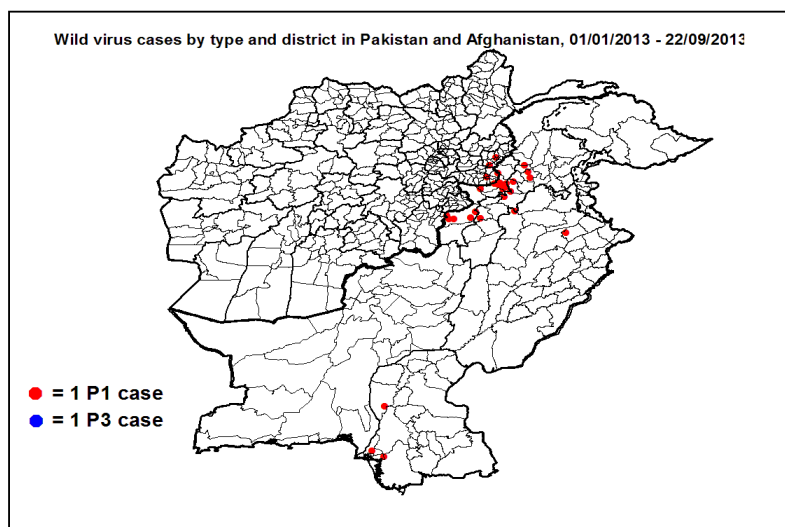 Wild virus cases by type and district in Pakistan and Afghanistan, 01/01/2013 - 22/09/2013
= 1 P1 case
= 1 P3 case